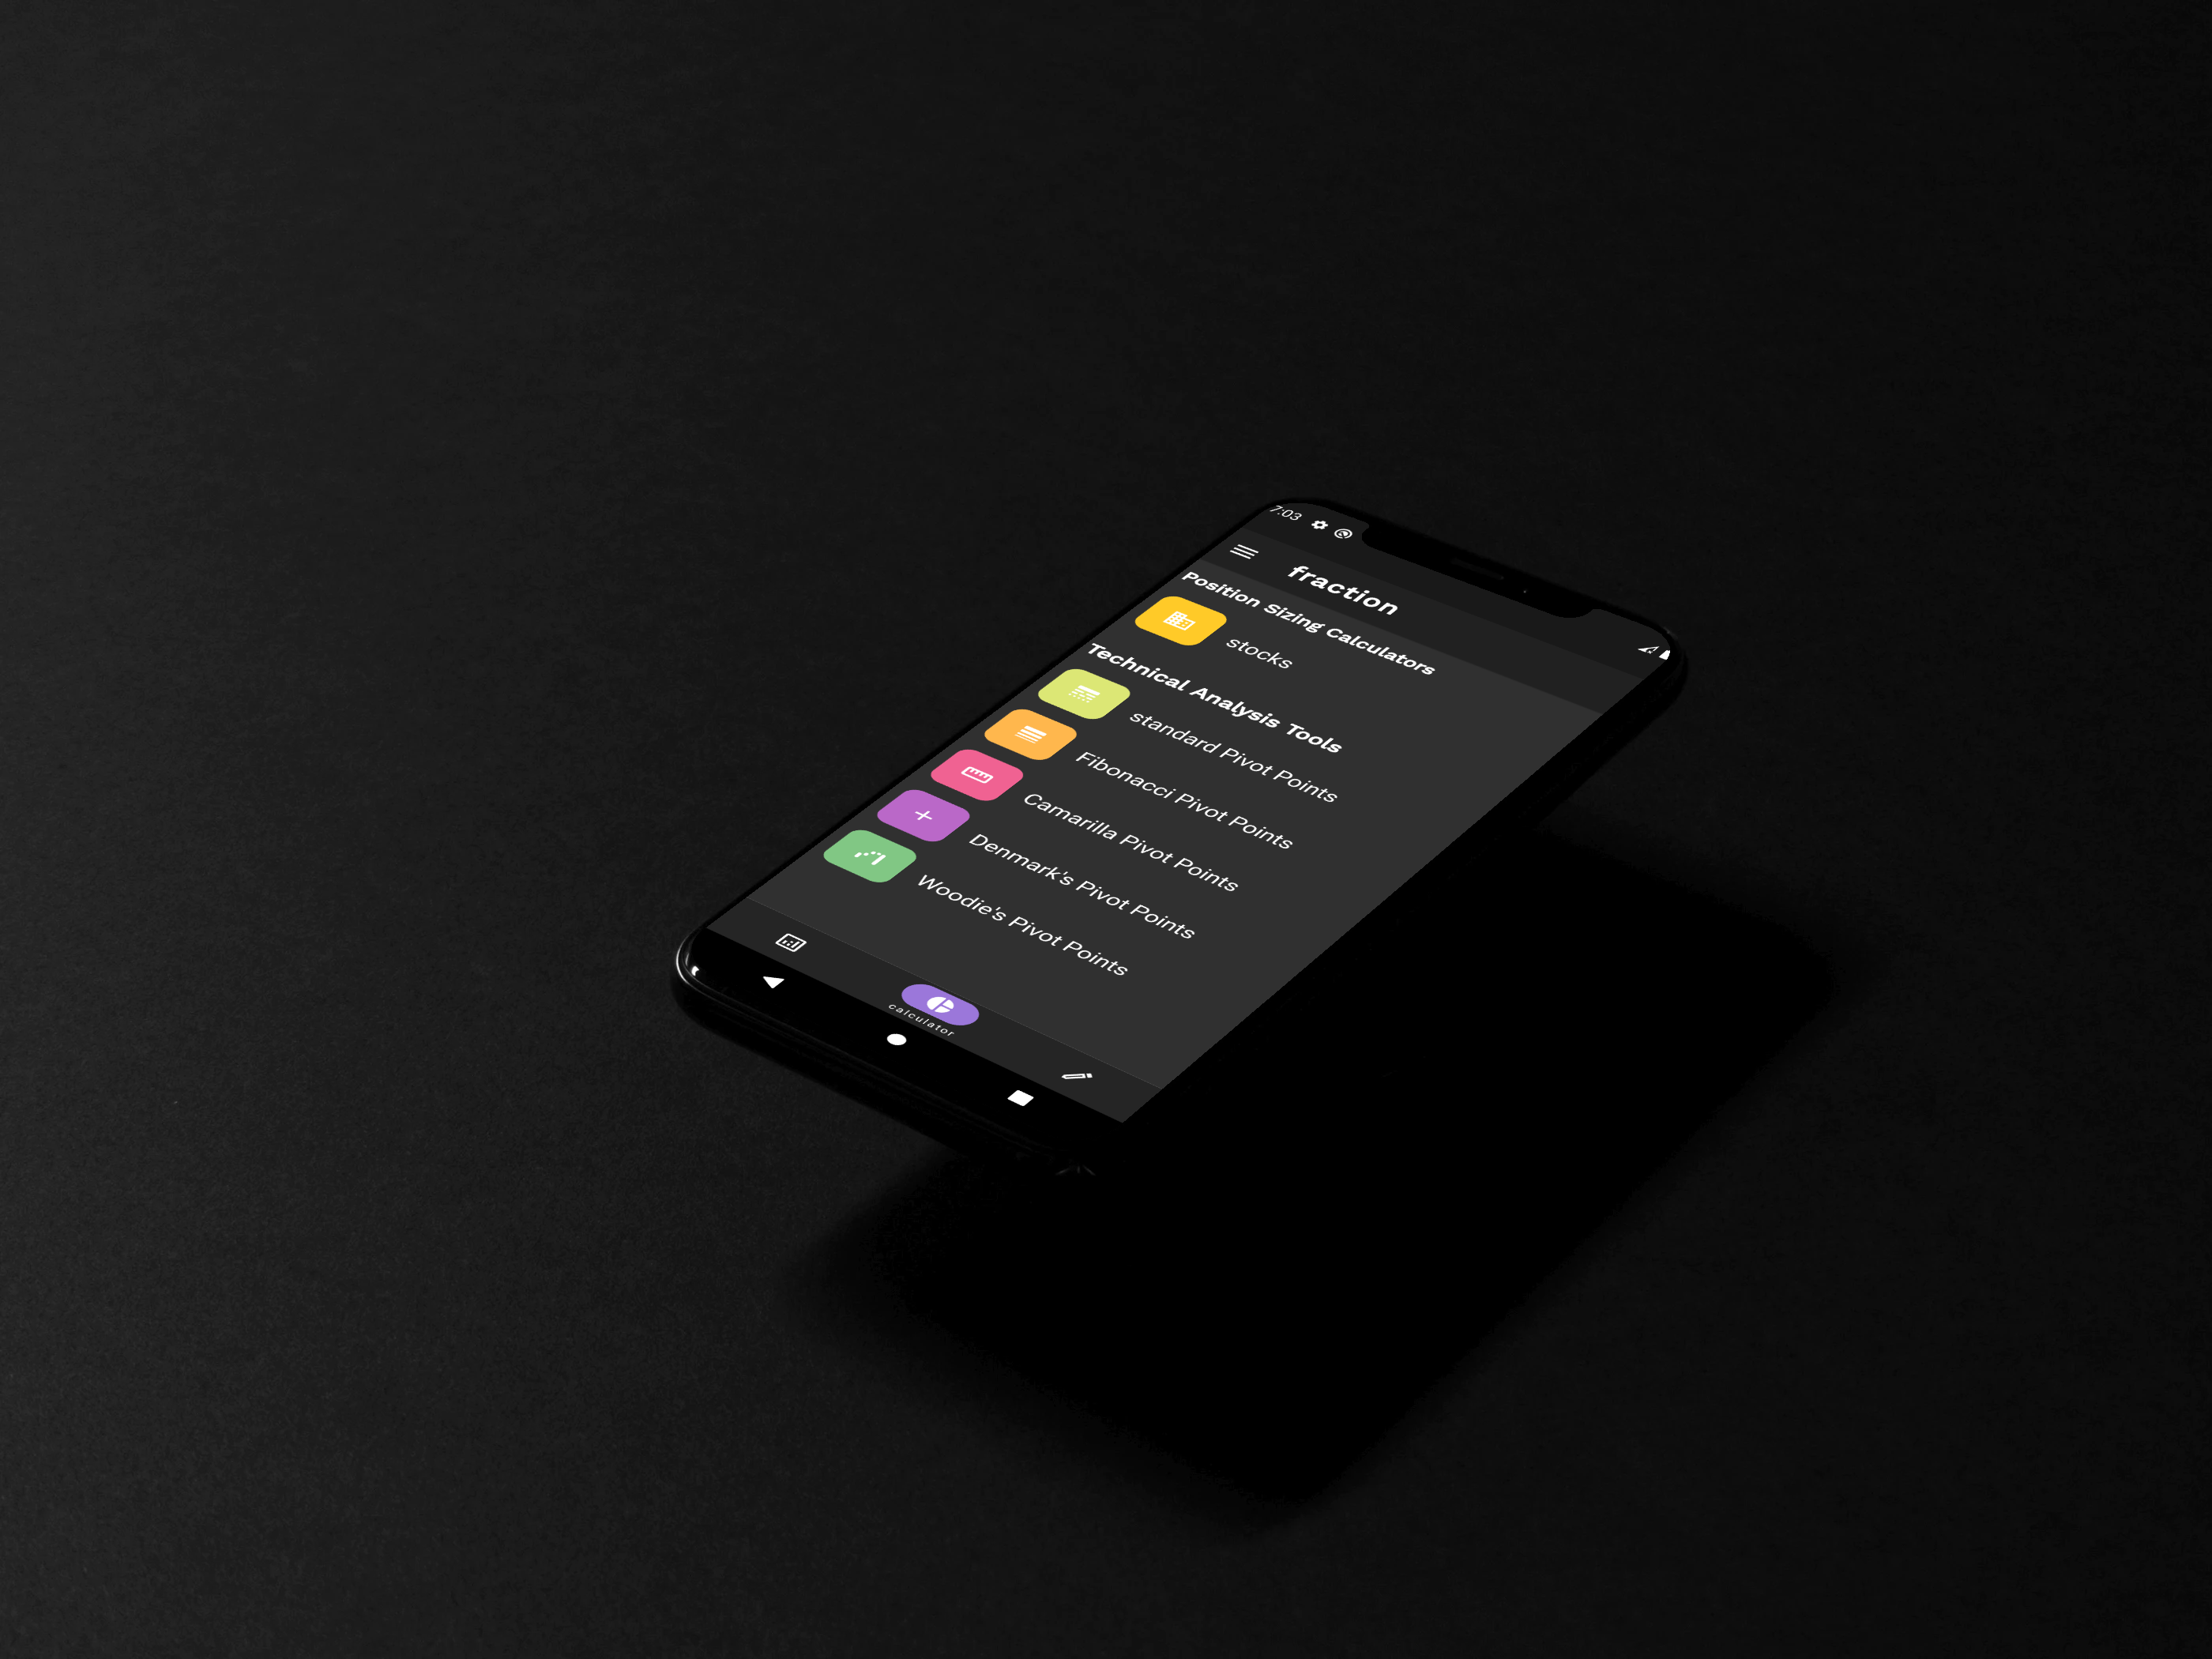 7:03
fraction
Position Sizing Calculators
stocks
Technical Analysis Tools
standard Pivot Points
Fibonacci Pivot Points
Camarilla Pivot Points
Denmark's Pivot Points
Woodie's Pivot Points
calculator